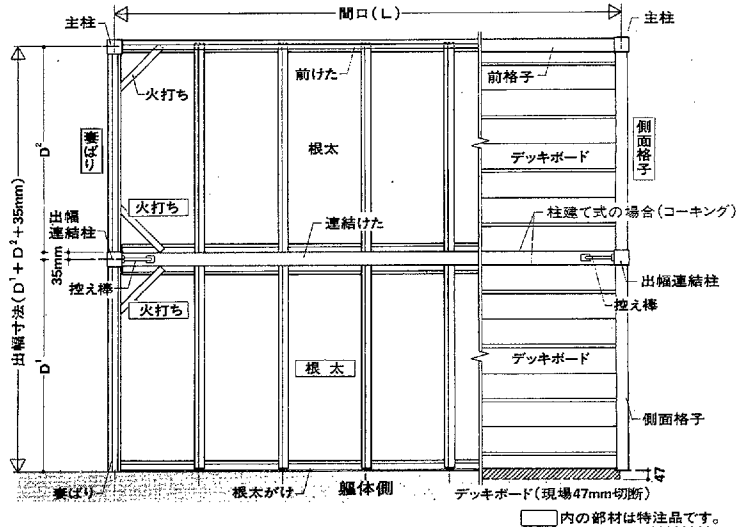 間口(L)
主柱
主柱
前けた
前格子
火打ち
妻ばり
D²
根太
デッキボード
側面格子
火打ち
出幅
連結柱
連結けた
柱建て式の場合(コーキング)
35mm
控え棒
出幅連結柱
控え棒
火打ち
出幅寸法(D¹+D²+35mm)
D¹
根太
デッキボード
側面格子
妻ばり
根太がけ
躯体側
デッキボード(現場47mm切断)
47
内の部材は特注品です。